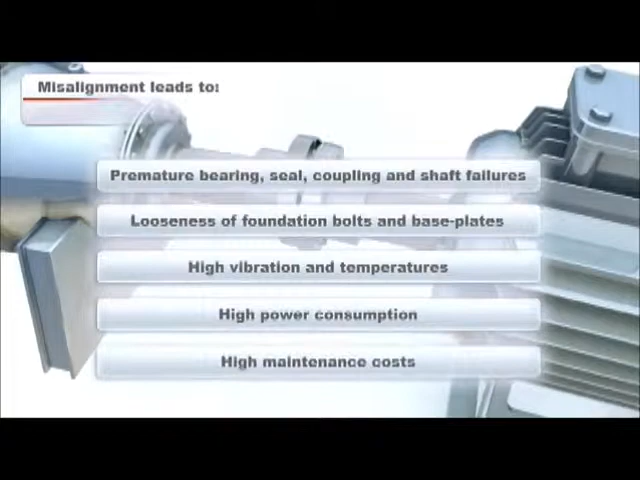 Misalignment leads to:
Premature bearing, seal, coupling and shaft failures
Looseness of foundation bolts and base-plates
High vibration and temperatures
High power consumption
High maintenance costs